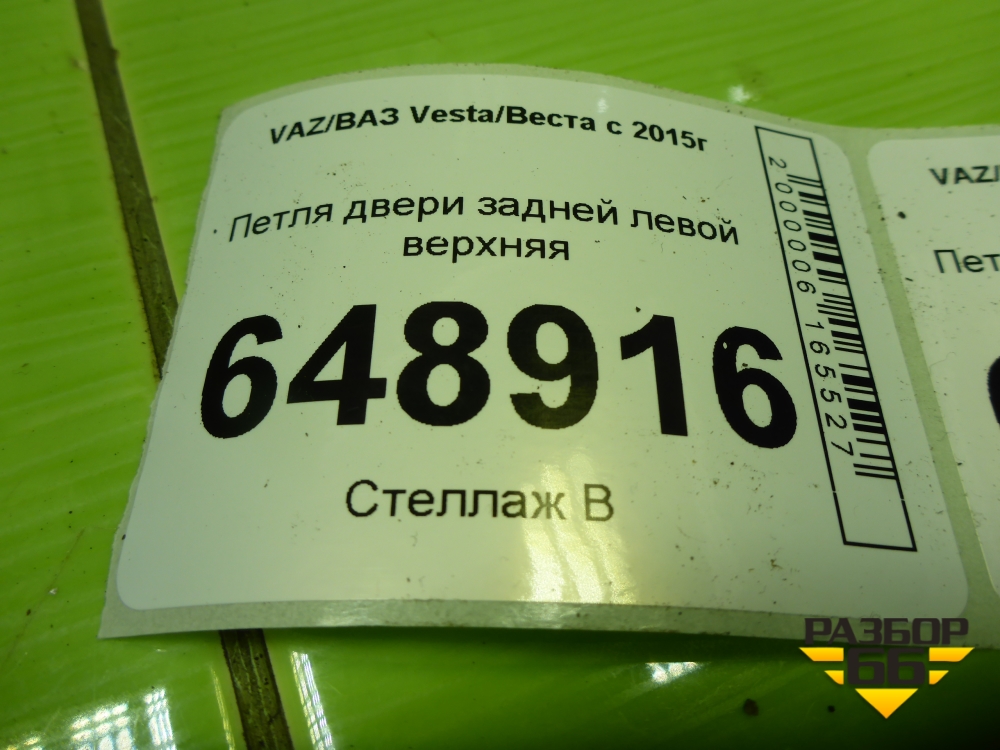 VAZ/ВАЗ Vesta/Веста с 2015г
Петля двери задней левой
верхняя
648916
Стеллаж В
2000006165527
VAZ/
Пет
РАЗБОР
66